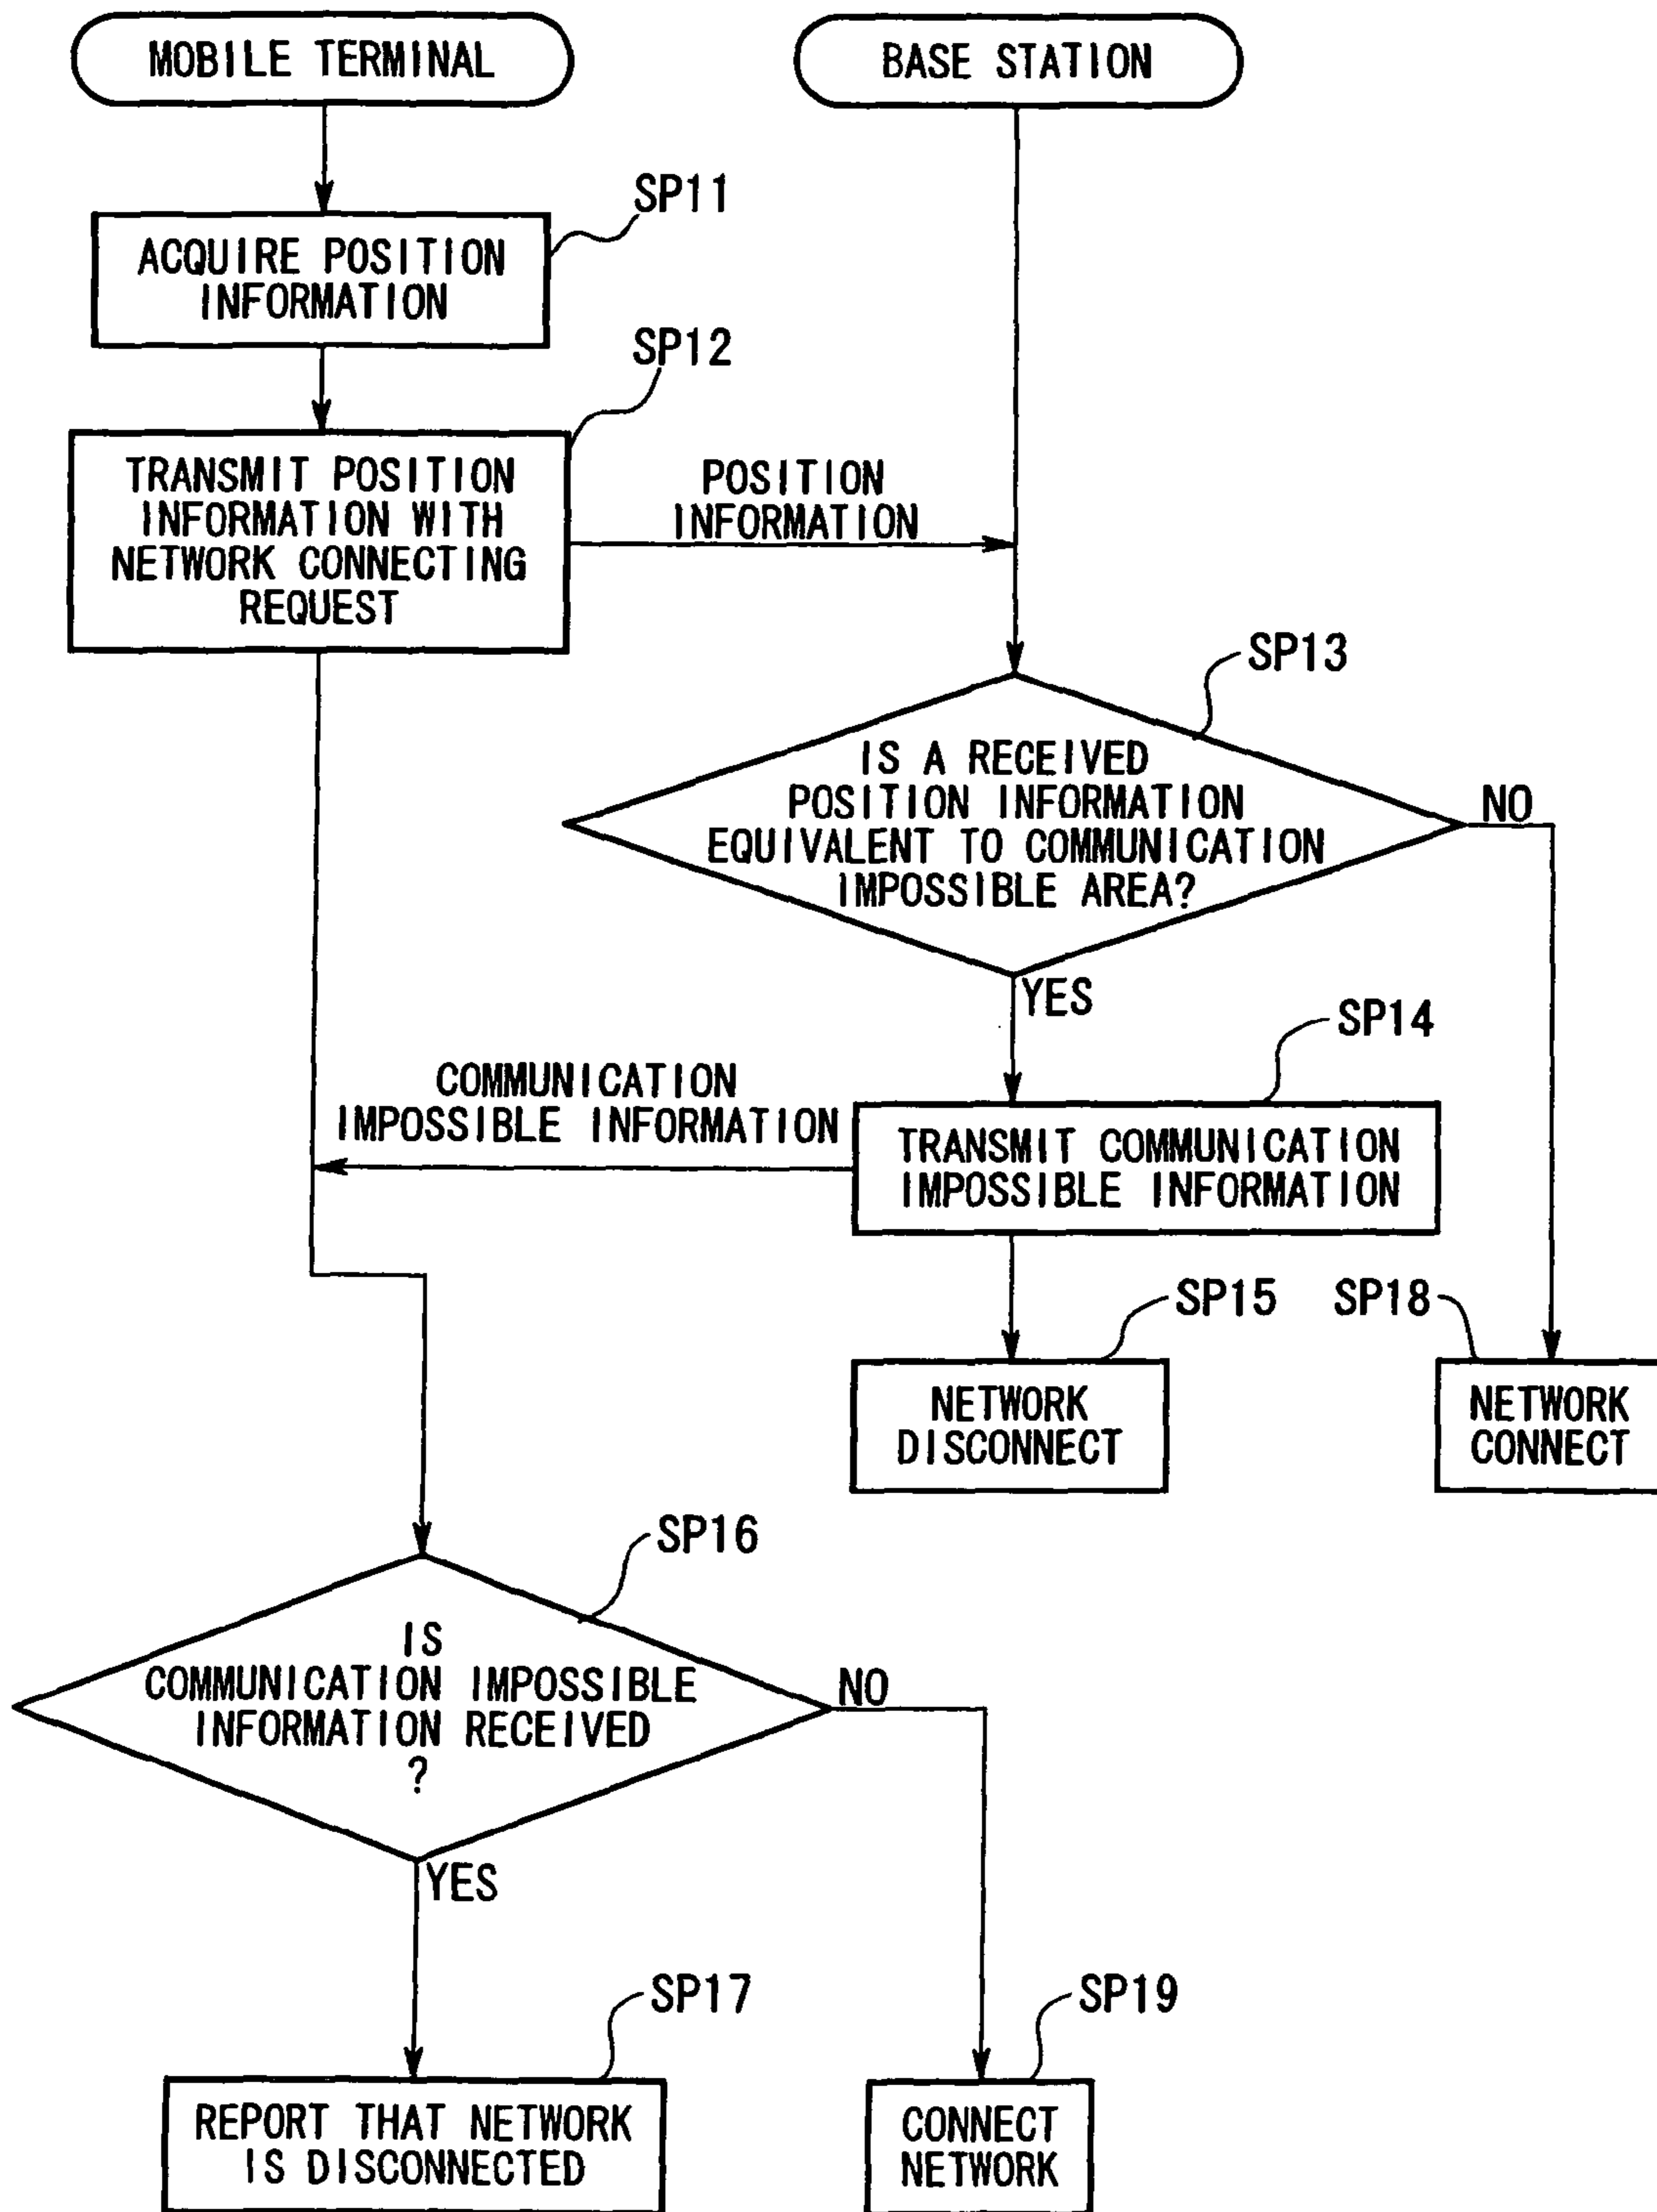 MOBILE TERMINAL
BASE STATION
SP11
ACQUIRE POSITION
INFORMATION
SP12
TRANSMIT POSITION
INFORMATION WITH
NETWORK CONNECTING
REQUEST
POSITION
INFORMATION
SP13
IS A RECEIVED
POSITION INFORMATION
EQUIVALENT TO COMMUNICATION
IMPOSSIBLE AREA?
NO
YES
SP14
COMMUNICATION
IMPOSSIBLE INFORMATION
TRANSMIT COMMUNICATION
IMPOSSIBLE INFORMATION
SP15
SP18
NETWORK
DISCONNECT
NETWORK
CONNECT
SP16
IS
COMMUNICATION IMPOSSIBLE
INFORMATION RECEIVED
?
NO
YES
SP17
SP19
REPORT THAT NETWORK
IS DISCONNECTED
CONNECT
NETWORK